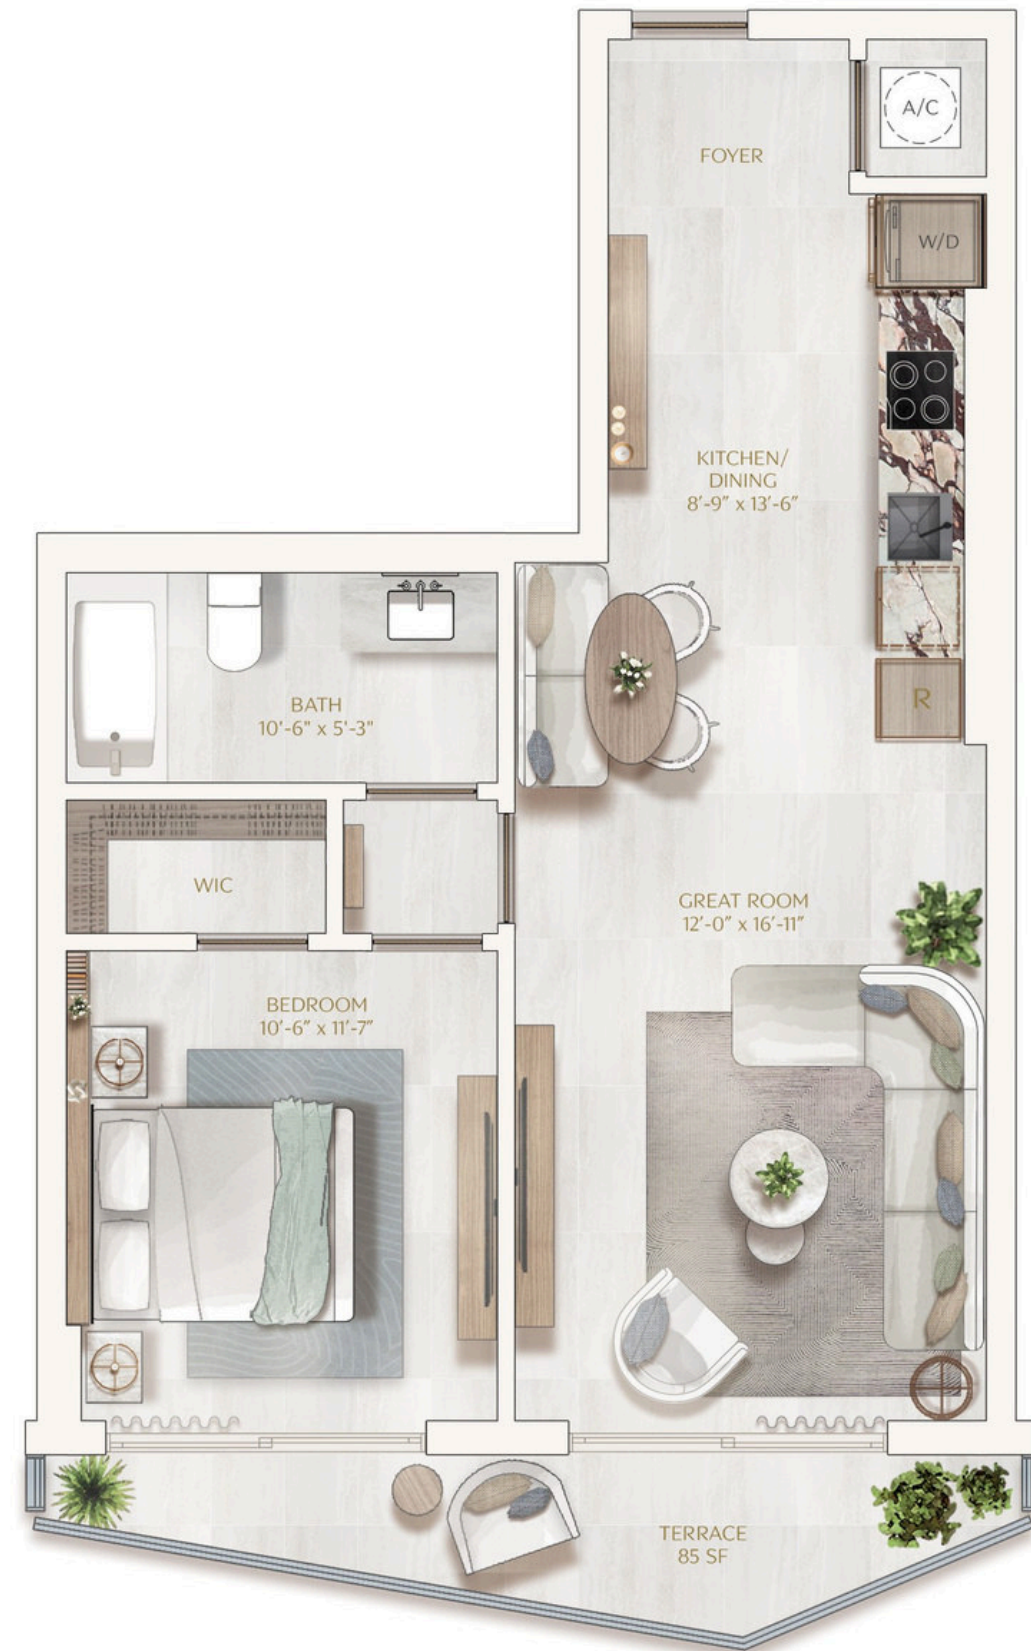 A/C
FOYER
W/D
KITCHEN/
DINING
8'-9" x 13'-6"
R
BATH
10'-6" x 5'-3"
WIC
GREAT ROOM
12'-0" x 16'-11"
BEDROOM
10'-6" x 11'-7"
TERRACE
85 SF